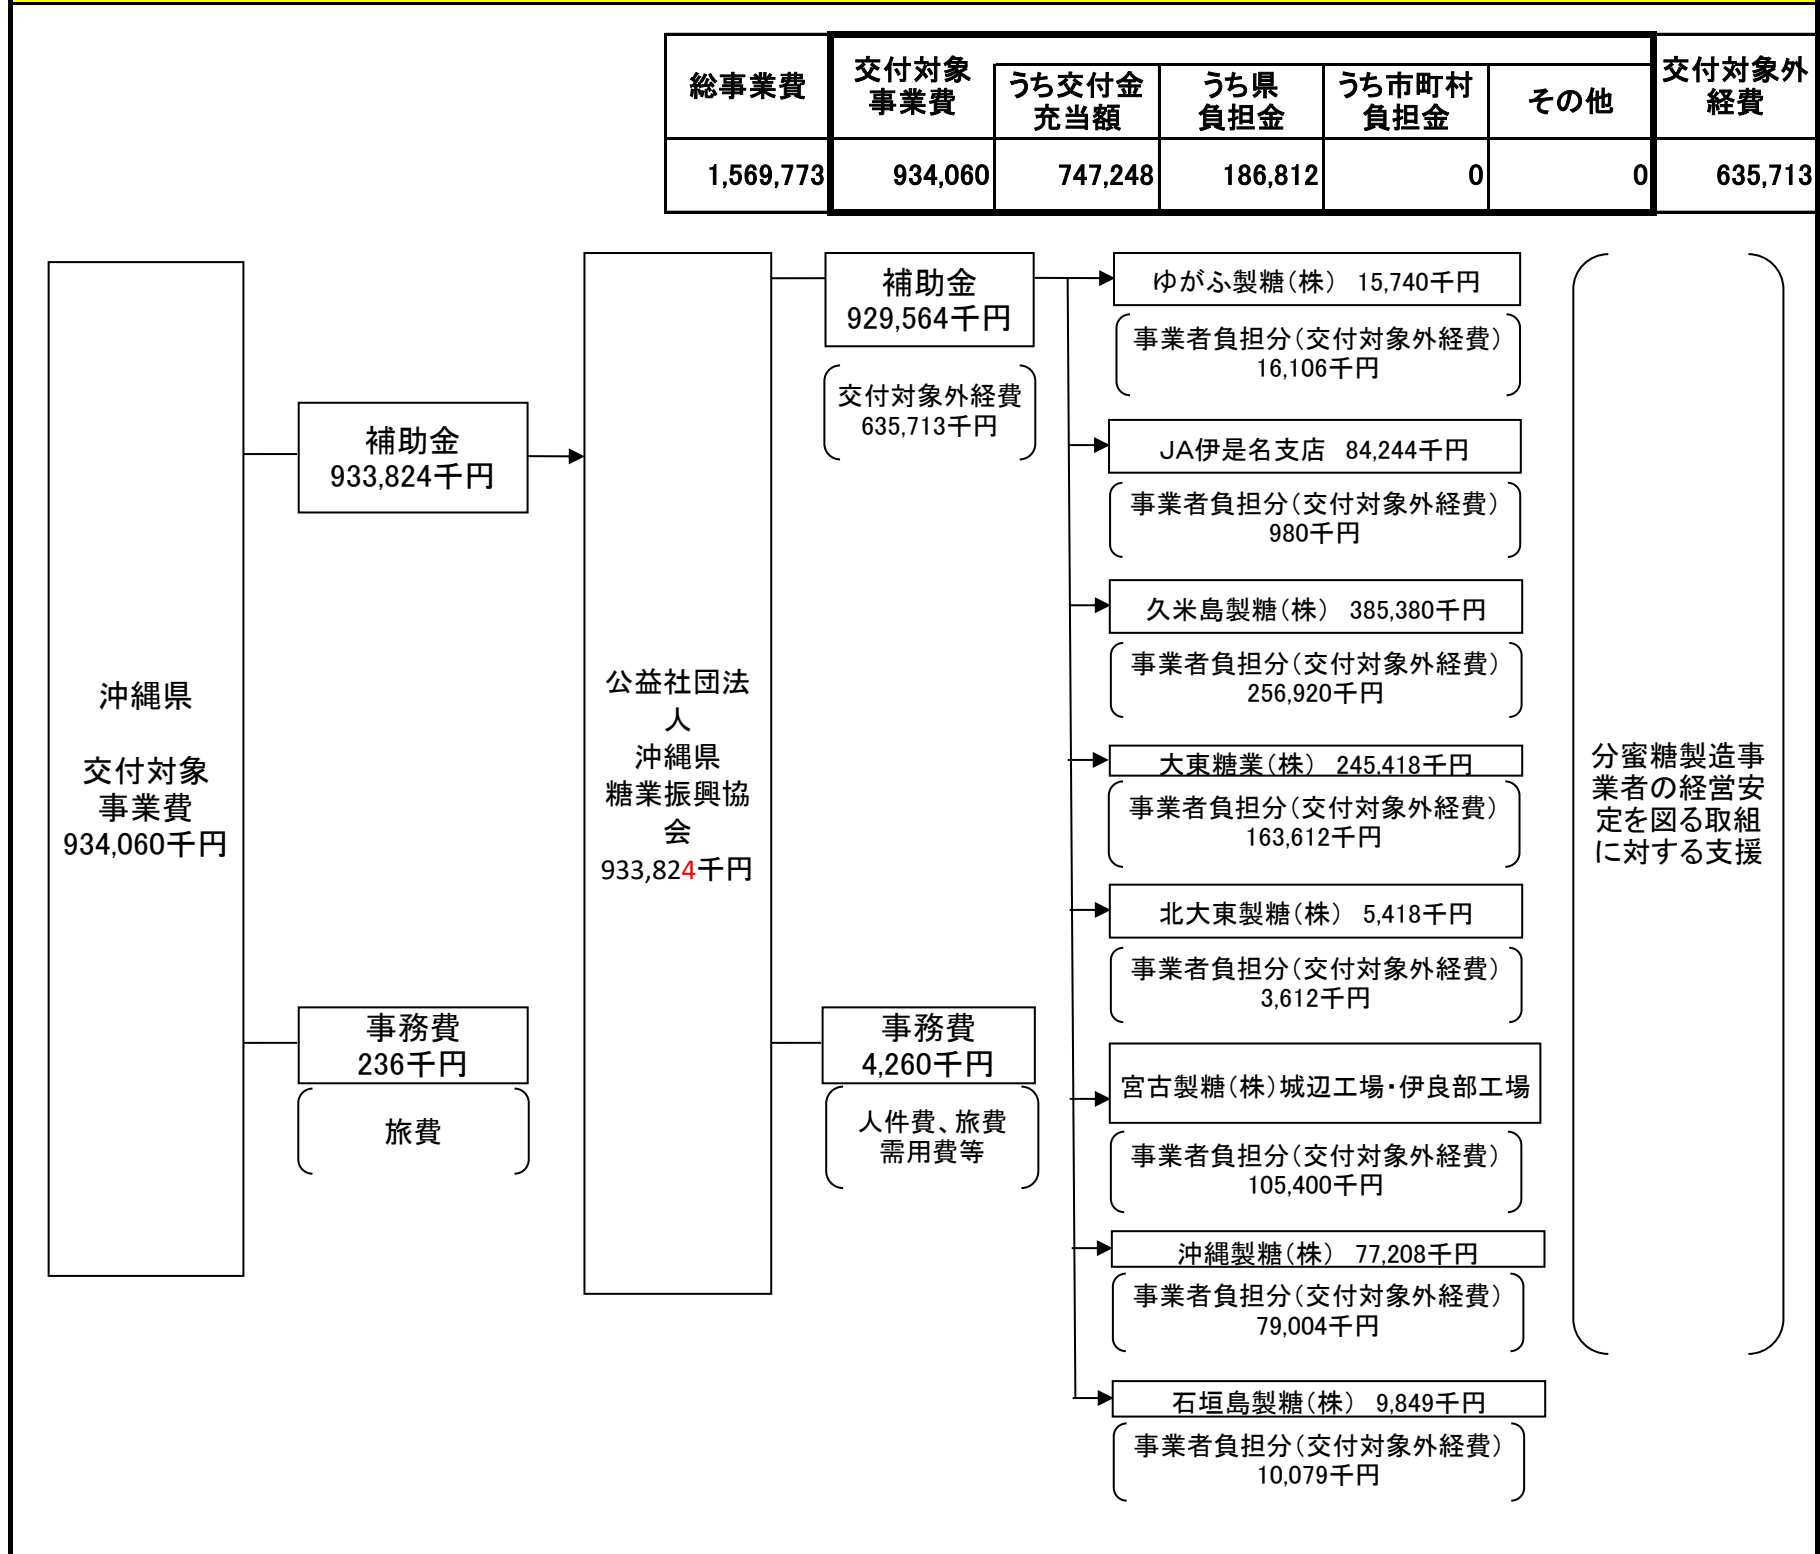 総事業費
交付対象
事業費
うち交付金
充当額
うち県
負担金
うち市町村
負担金
その他
交付対象外
経費
1,569,773
934,060
747,248
186,812
0
0
635,713
沖縄県
交付対象
事業費
934,060千円
補助金
933,824千円
事務費
236千円
旅費
公益社団法
人
沖縄県
糖業振興協
会
933,824千円
補助金
929,564千円
交付対象外経費
635,713千円
事務費
4,260千円
人件費、旅費
需用費等
ゆがふ製糖(株) 15,740千円
事業者負担分(交付対象外経費)
16,106千円
JA伊是名支店 84,244千円
事業者負担分(交付対象外経費)
980千円
久米島製糖(株) 385,380千円
事業者負担分(交付対象外経費)
256,920千円
大東糖業(株) 245,418千円
事業者負担分(交付対象外経費)
163,612千円
北大東製糖(株) 5,418千円
事業者負担分(交付対象外経費)
3,612千円
宮古製糖(株)城辺工場・伊良部工場
事業者負担分(交付対象外経費)
105,400千円
沖縄製糖(株) 77,208千円
事業者負担分(交付対象外経費)
79,004千円
石垣島製糖(株) 9,849千円
事業者負担分(交付対象外経費)
10,079千円
分蜜糖製造事
業者の経営安
定を図る取組
に対する支援